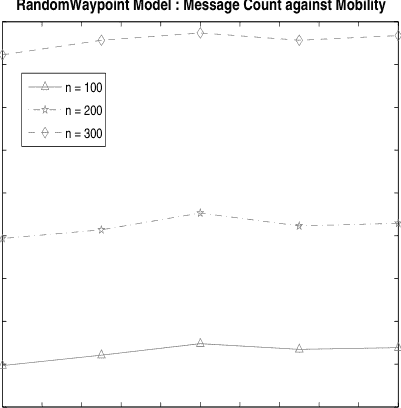 RandomWaypoint Model : Message Count against Mobility
n = 100
n = 200
n = 300